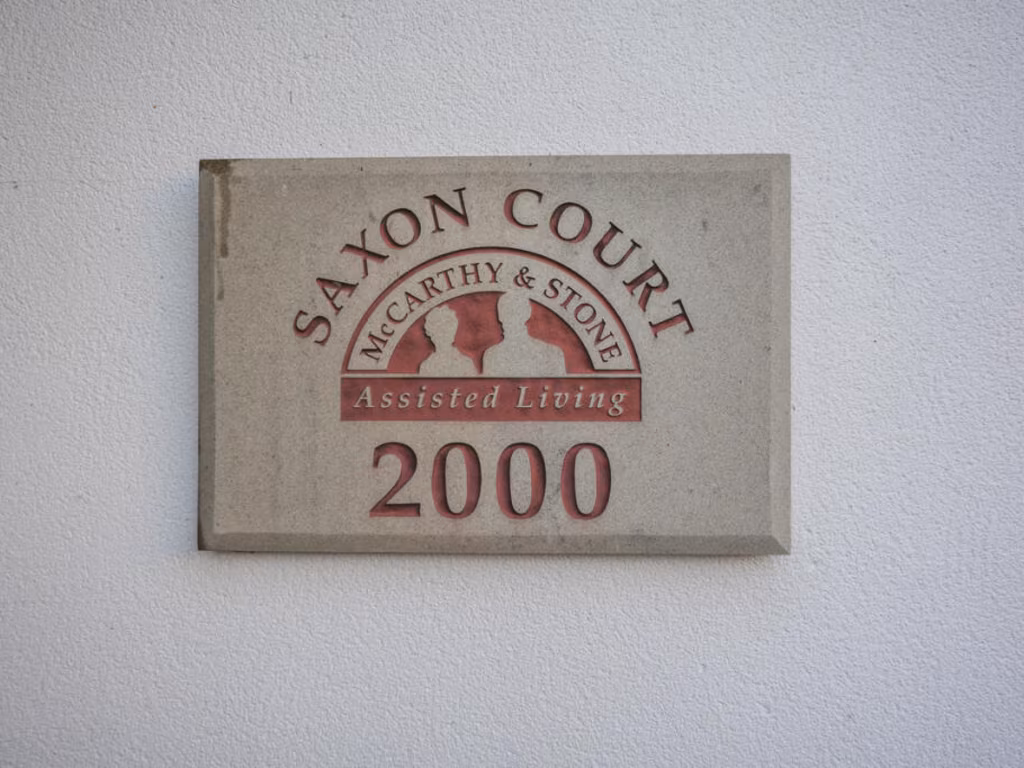 SAXON COURT
McCARTHY & STONE
Assisted Living
2000